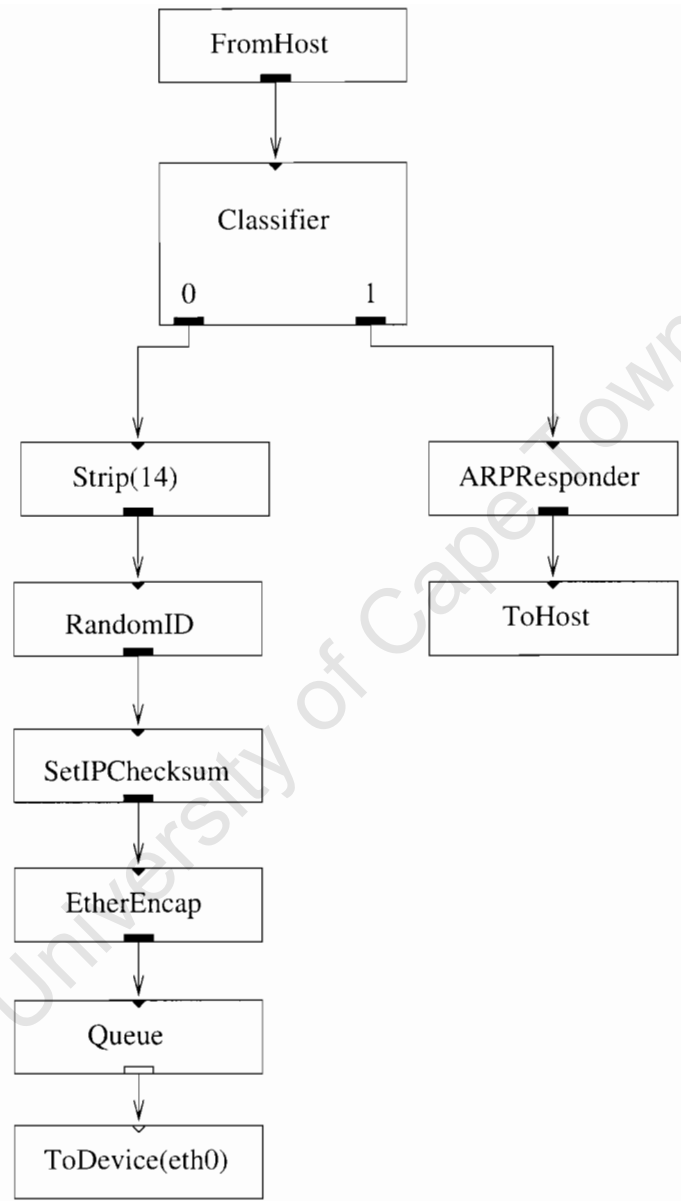 FromHost
Classifier
0 1
Strip(14)
ARPResponder
RandomID
ToHost
SetIPChecksum
EtherEncap
Queue
ToDevice(eth0)
University of Cape Town